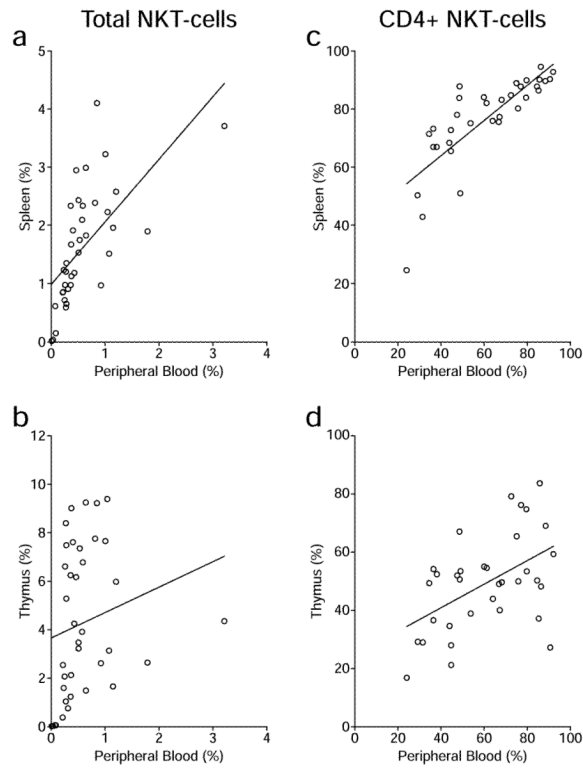 Total NKT-cells
CD4+ NKT-cells
a
5
4
3
2
1
0
Spleen (%)
0 1 2 3 4
Peripheral Blood (%)
c
100
80
60
40
20
0
Spleen (%)
0 20 40 60 80 100
Peripheral Blood (%)
b
12
10
8
6
4
2
0
Thymus (%)
0 1 2 3 4
Peripheral Blood (%)
d
100
80
60
40
20
0
Thymus (%)
0 20 40 60 80 100
Peripheral Blood (%)